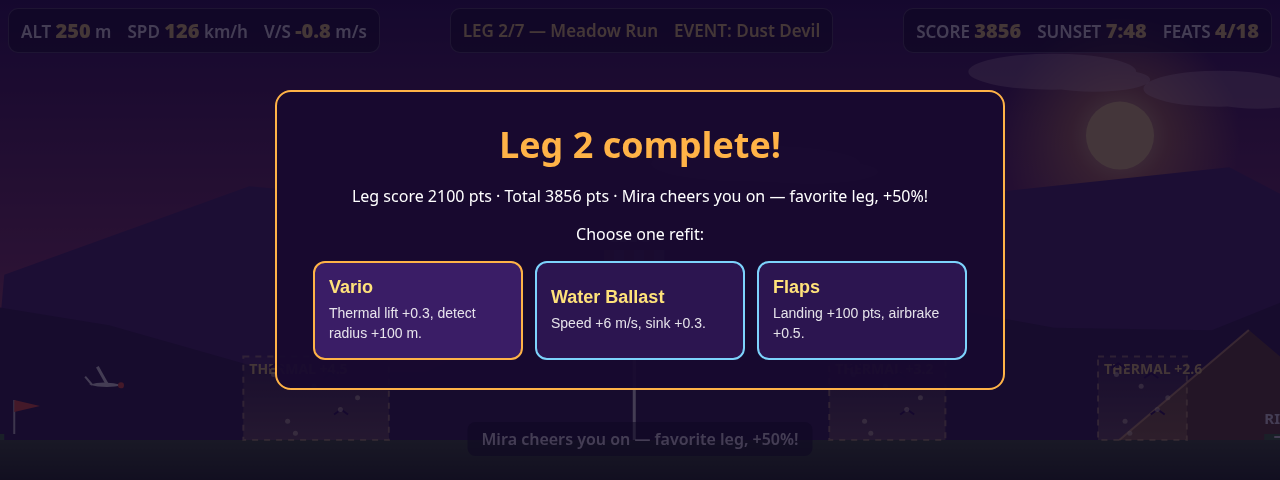 ALT 250 m SPD 126 km/h V/S -0.8 m/s
LEG 2/7 — Meadow Run EVENT: Dust Devil
SCORE 3856 SUNSET 7:48 FEATS 4/18
Leg 2 complete!
Leg score 2100 pts · Total 3856 pts · Mira cheers you on — favorite leg, +50%!
Choose one refit:
Vario
Thermal lift +0.3, detect
radius +100 m.
Water Ballast
Speed +6 m/s, sink +0.3.
Flaps
Landing +100 pts, airbrake
+0.5.
THERMAL +2.6
Mira cheers you on — favorite leg, +50%!